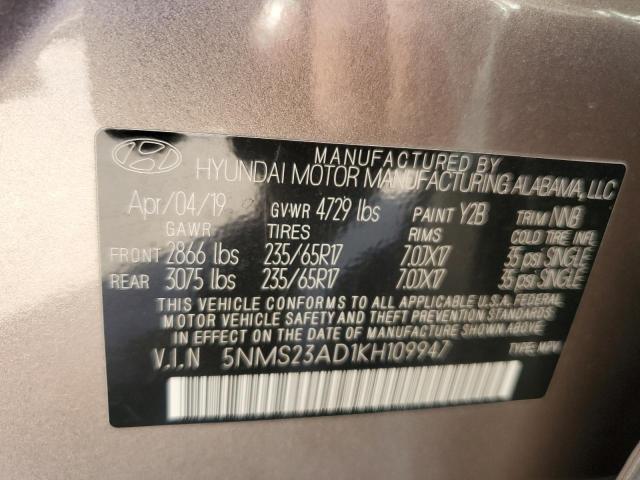 MANUFACTURED BY
HYUNDAI MOTOR MANUFACTURING ALABAMA, LLC
Apr/04/19 GVWR 4729 lbs PAINT Y2B TRIM NNB
GAWR TIRES RIMS COLD TIRE INFL
FRONT 2866 lbs 235/65R17 7.0JX17 35 psi SINGLE
REAR 3075 lbs 235/65R17 7.0JX17 35 psi SINGLE
THIS VEHICLE CONFORMS TO ALL APPLICABLE U.S.A. FEDERAL
MOTOR VEHICLE SAFETY AND THEFT PREVENTION STANDARDS
IN EFFECT ON THE DATE OF MANUFACTURE SHOWN ABOVE.
V.I.N 5NMS23AD1KH109947 TYPE: MPV